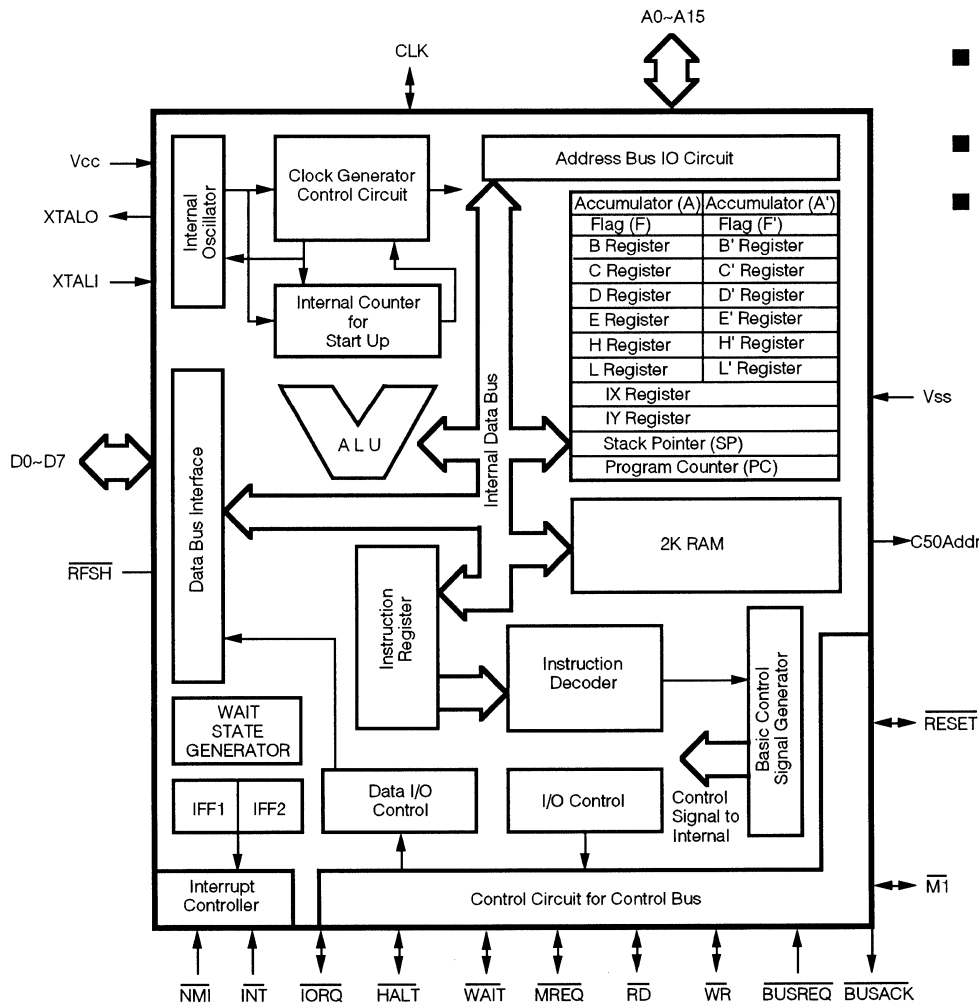 A0~A15
CLK
Vcc
XTALO
XTALI
Internal
Oscillator
Clock Generator
Control Circuit
Internal Counter
for
Start Up
Address Bus IO Circuit
Accumulator (A) Accumulator (A')
Flag (F) Flag (F')
B Register B' Register
C Register C' Register
D Register D' Register
E Register E' Register
H Register H' Register
L Register L' Register
IX Register
IY Register
Stack Pointer (SP)
Program Counter (PC)
Vss
ALU
Internal Data Bus
D0~D7
Data Bus Interface
RFSH
2K RAM
C50Addr
Instruction
Register
Instruction
Decoder
Basic Control
Signal Generator
RESET
WAIT
STATE
GENERATOR
IFF1 IFF2
Data I/O
Control
I/O Control
Control
Signal to
Internal
Interrupt
Controller
Control Circuit for Control Bus
M1
NMI INT IORQ HALT WAIT MREQ RD WR BUSREQ BUSACK